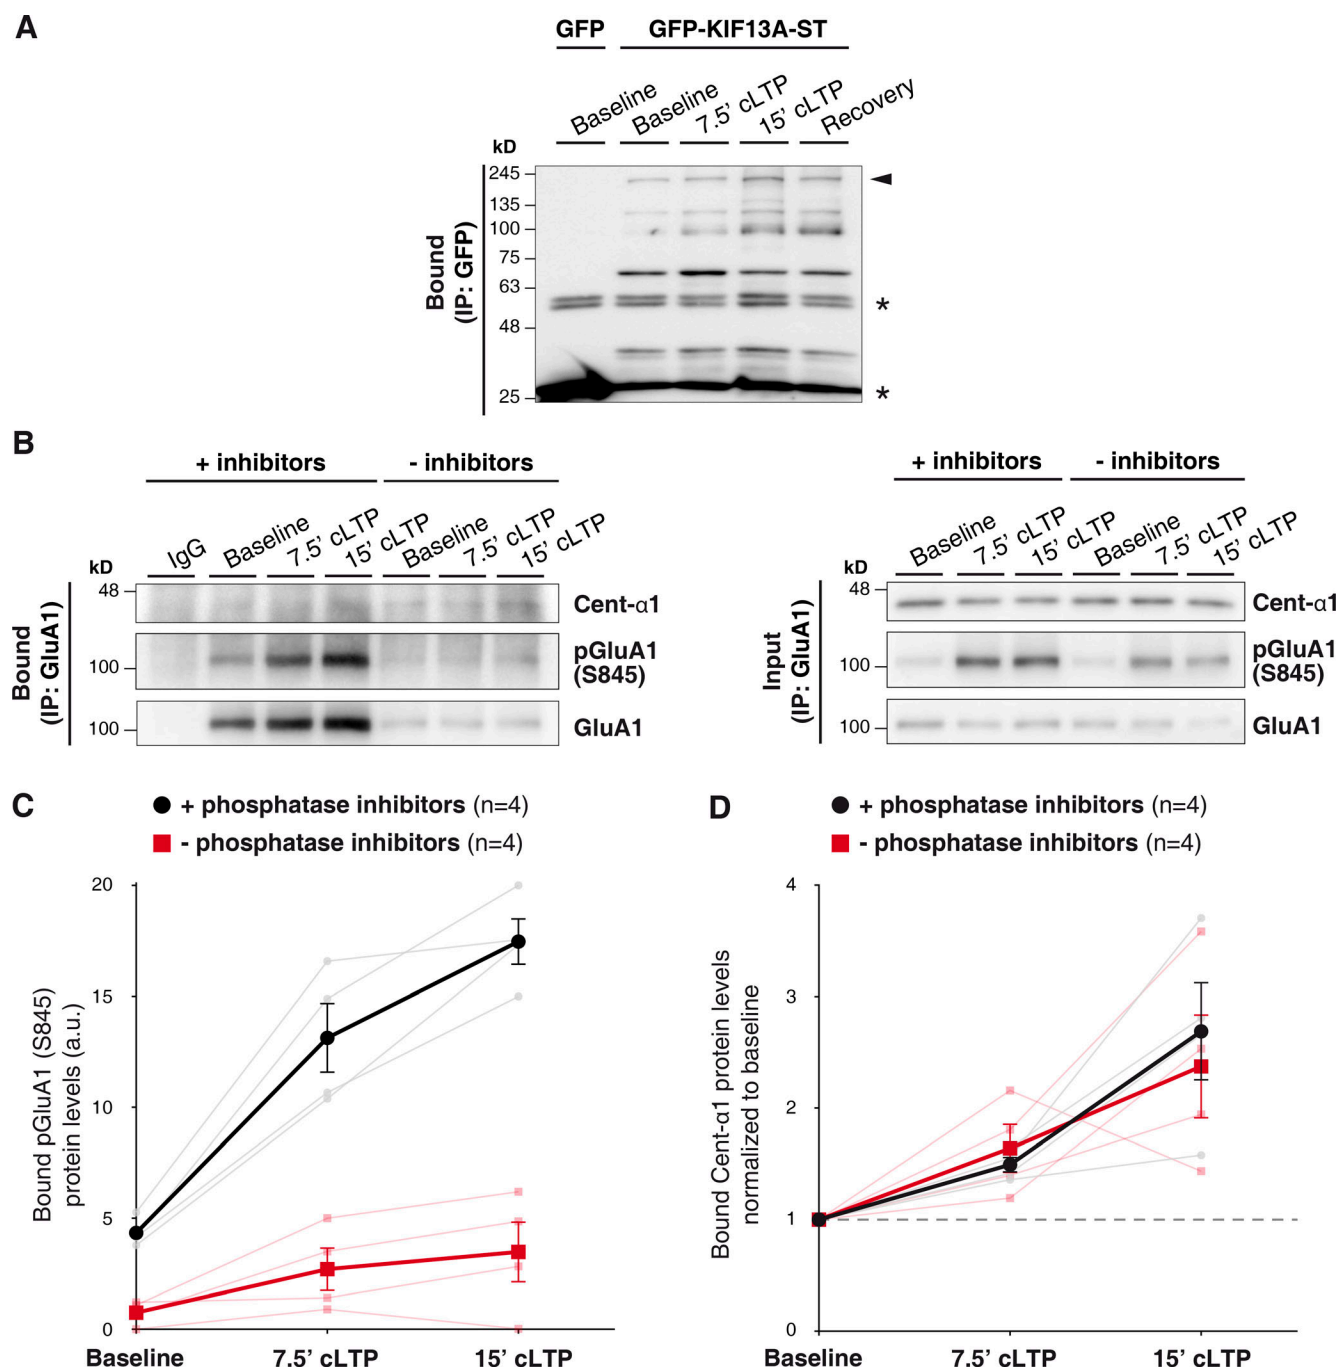 A
GFP GFP-KIF13A-ST
Baseline Baseline 7.5' cLTP 15' cLTP Recovery
kD
245
135
100
75
63
48
25
Bound
(IP: GFP)
*
*
B
+ inhibitors - inhibitors
IgG Baseline 7.5' cLTP 15' cLTP Baseline 7.5' cLTP 15' cLTP
kD
48
100
100
Bound
(IP: GluA1)
Cent-α1
pGluA1
(S845)
GluA1
+ inhibitors - inhibitors
Baseline 7.5' cLTP 15' cLTP Baseline 7.5' cLTP 15' cLTP
kD
48
100
100
Input
(IP: GluA1)
Cent-α1
pGluA1
(S845)
GluA1
C
+ phosphatase inhibitors (n=4)
- phosphatase inhibitors (n=4)
Bound pGluA1 (S845)
protein levels (a.u.)
20
15
10
5
0
Baseline 7.5' cLTP 15' cLTP
D
+ phosphatase inhibitors (n=4)
- phosphatase inhibitors (n=4)
Bound Cent-α1 protein levels
normalized to baseline
4
3
2
1
0
Baseline 7.5' cLTP 15' cLTP